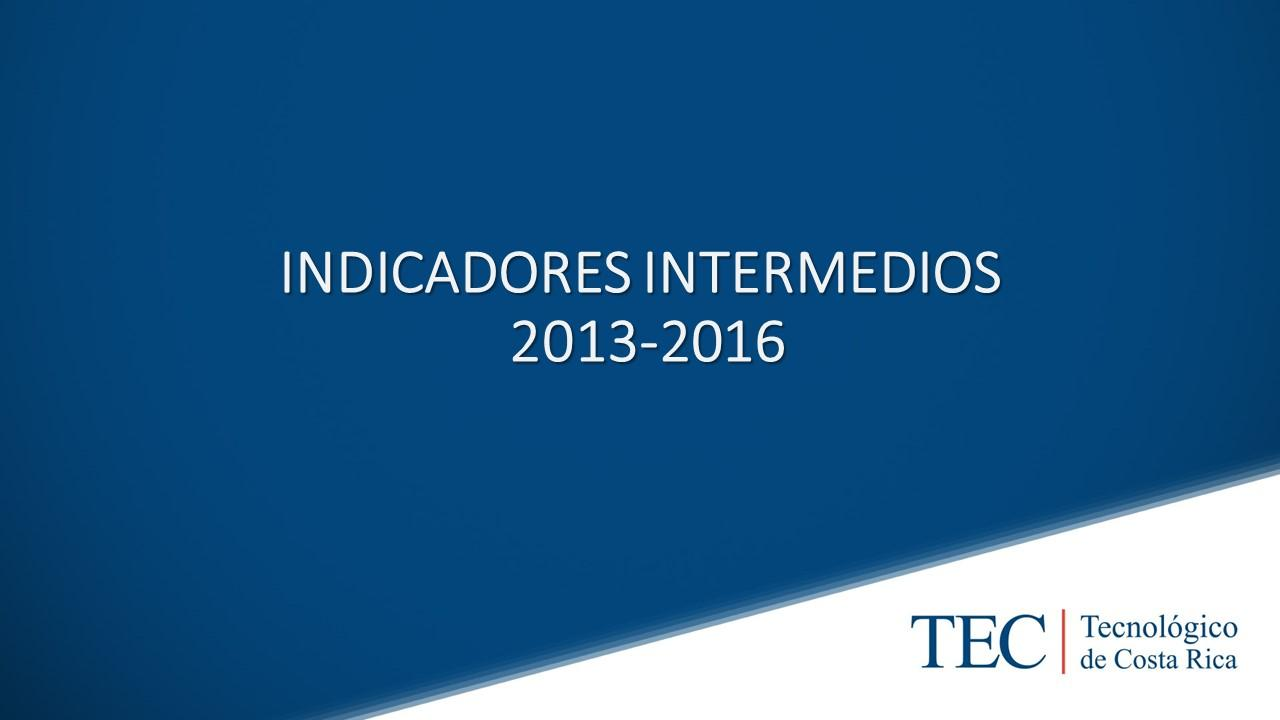 INDICADORES INTERMEDIOS
2013-2016
TEC
Tecnológico
de Costa Rica